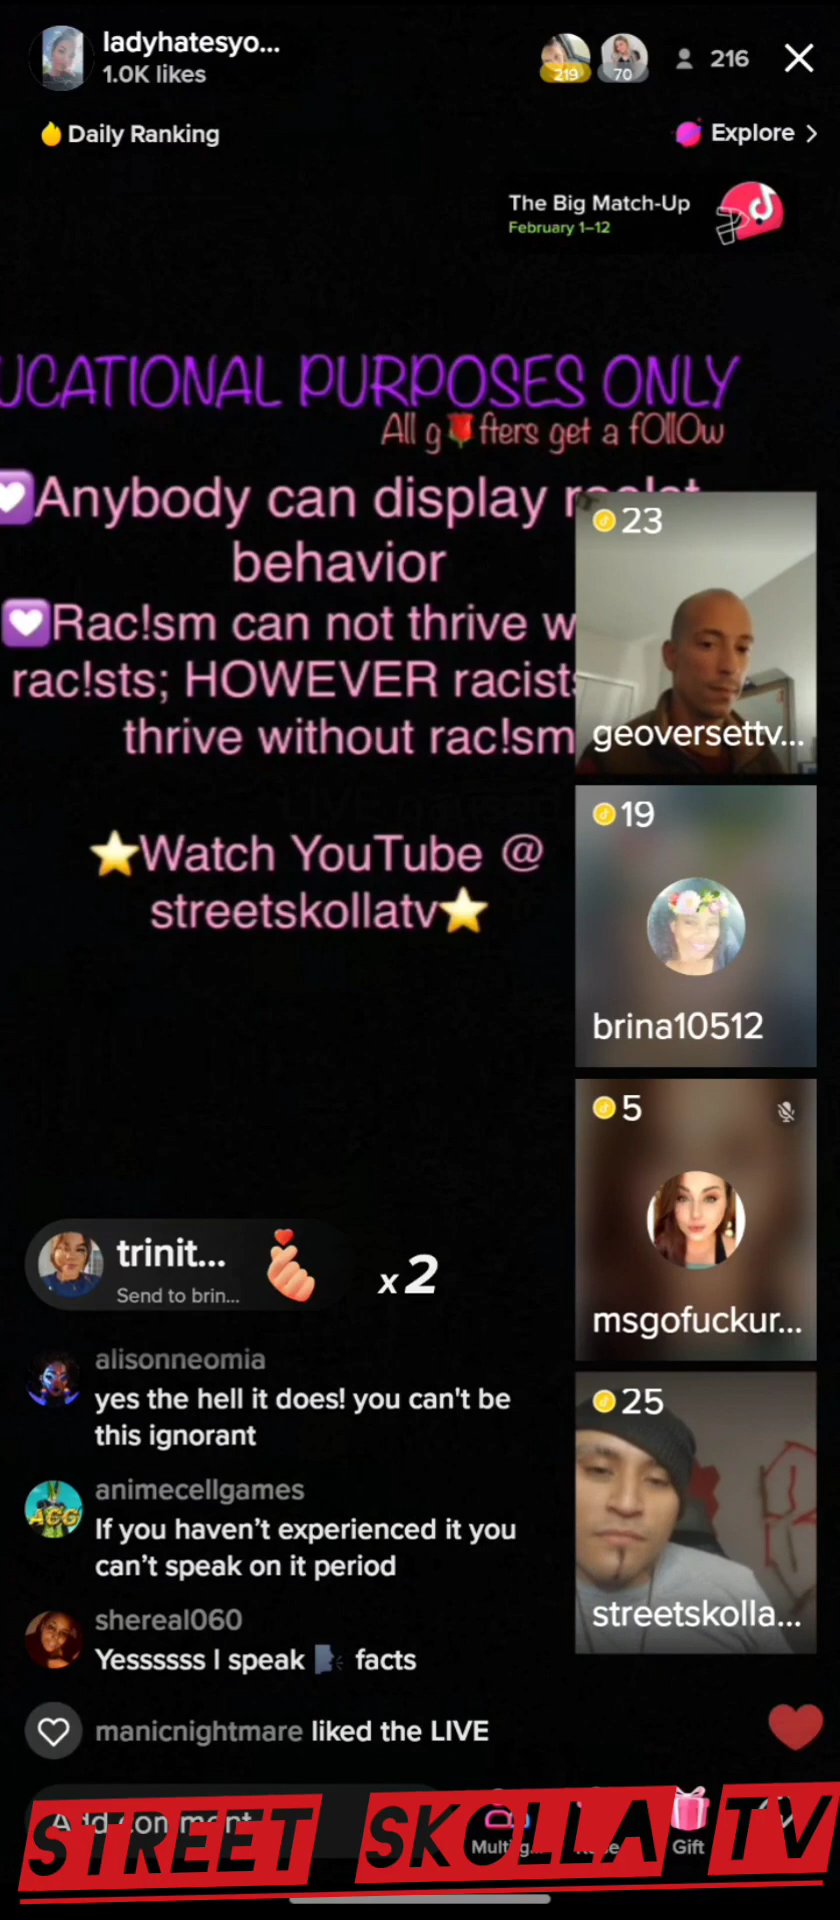 ladyhatesyo...
1.0K likes
219
70
216
Daily Ranking
Explore
The Big Match-Up
February 1–12
UCATIONAL PURPOSES ONLY
All g🌹fters get a fOllOw
💟Anybody can display
behavior
💟Rac!sm can not thrive w
rac!sts; HOWEVER racists
thrive without rac!sm
⭐Watch YouTube @
streetskollatv⭐
23
geoversettv...
19
brina10512
5
msgofuckur...
25
streetskolla...
trinit...
Send to brin...
x2
alisonneomia
yes the hell it does! you can't be
this ignorant
animecellgames
ACG
If you haven't experienced it you
can't speak on it period
shereal060
Yessssss I speak 🗣 facts
manicnightmare liked the LIVE
Add comment...
Gift
STREET SKOLLA TV